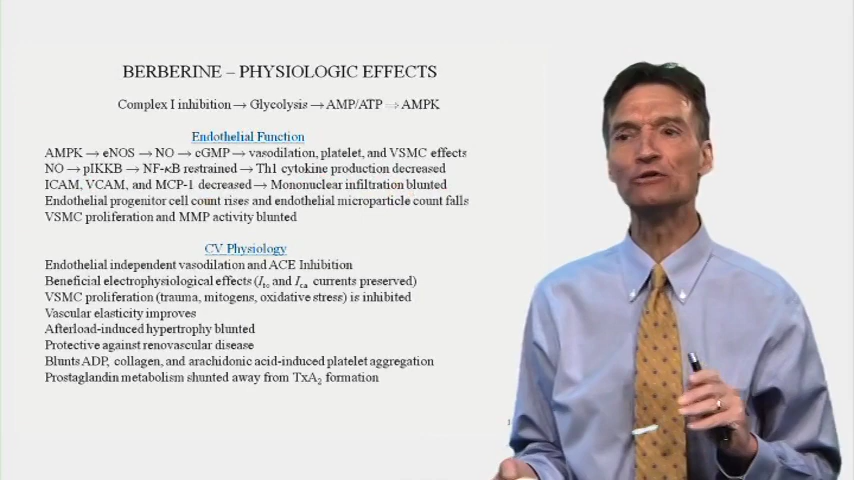 BERBERINE – PHYSIOLOGIC EFFECTS
Complex I inhibition → Glycolysis → AMP/ATP ⇒ AMPK
Endothelial Function
AMPK → eNOS → NO → cGMP → vasodilation, platelet, and VSMC effects
NO → pIKKB → NF-κB restrained → Th1 cytokine production decreased
ICAM, VCAM, and MCP-1 decreased → Mononuclear infiltration blunted
Endothelial progenitor cell count rises and endothelial microparticle count falls
VSMC proliferation and MMP activity blunted
CV Physiology
Endothelial independent vasodilation and ACE Inhibition
Beneficial electrophysiological effects (Ito and Ica currents preserved)
VSMC proliferation (trauma, mitogens, oxidative stress) is inhibited
Vascular elasticity improves
Afterload-induced hypertrophy blunted
Protective against renovascular disease
Blunts ADP, collagen, and arachidonic acid-induced platelet aggregation
Prostaglandin metabolism shunted away from TxA2 formation